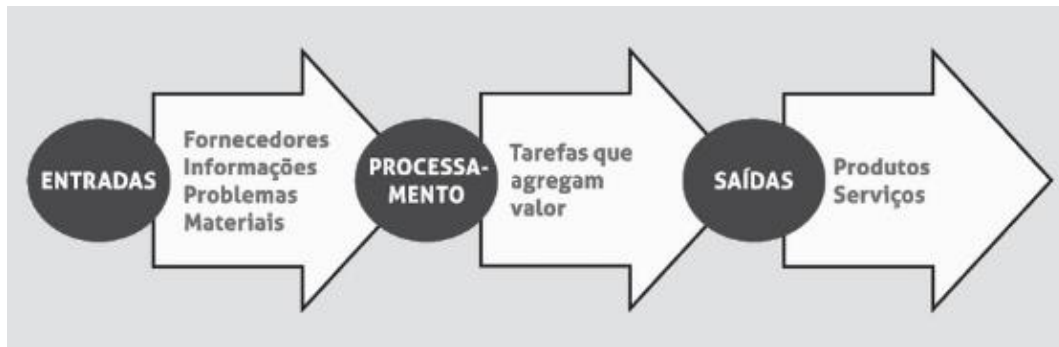 ENTRADAS
Fornecedores
Informações
Problemas
Materiais
PROCESSA-
MENTO
Tarefas que
agregam
valor
SAÍDAS
Produtos
Serviços